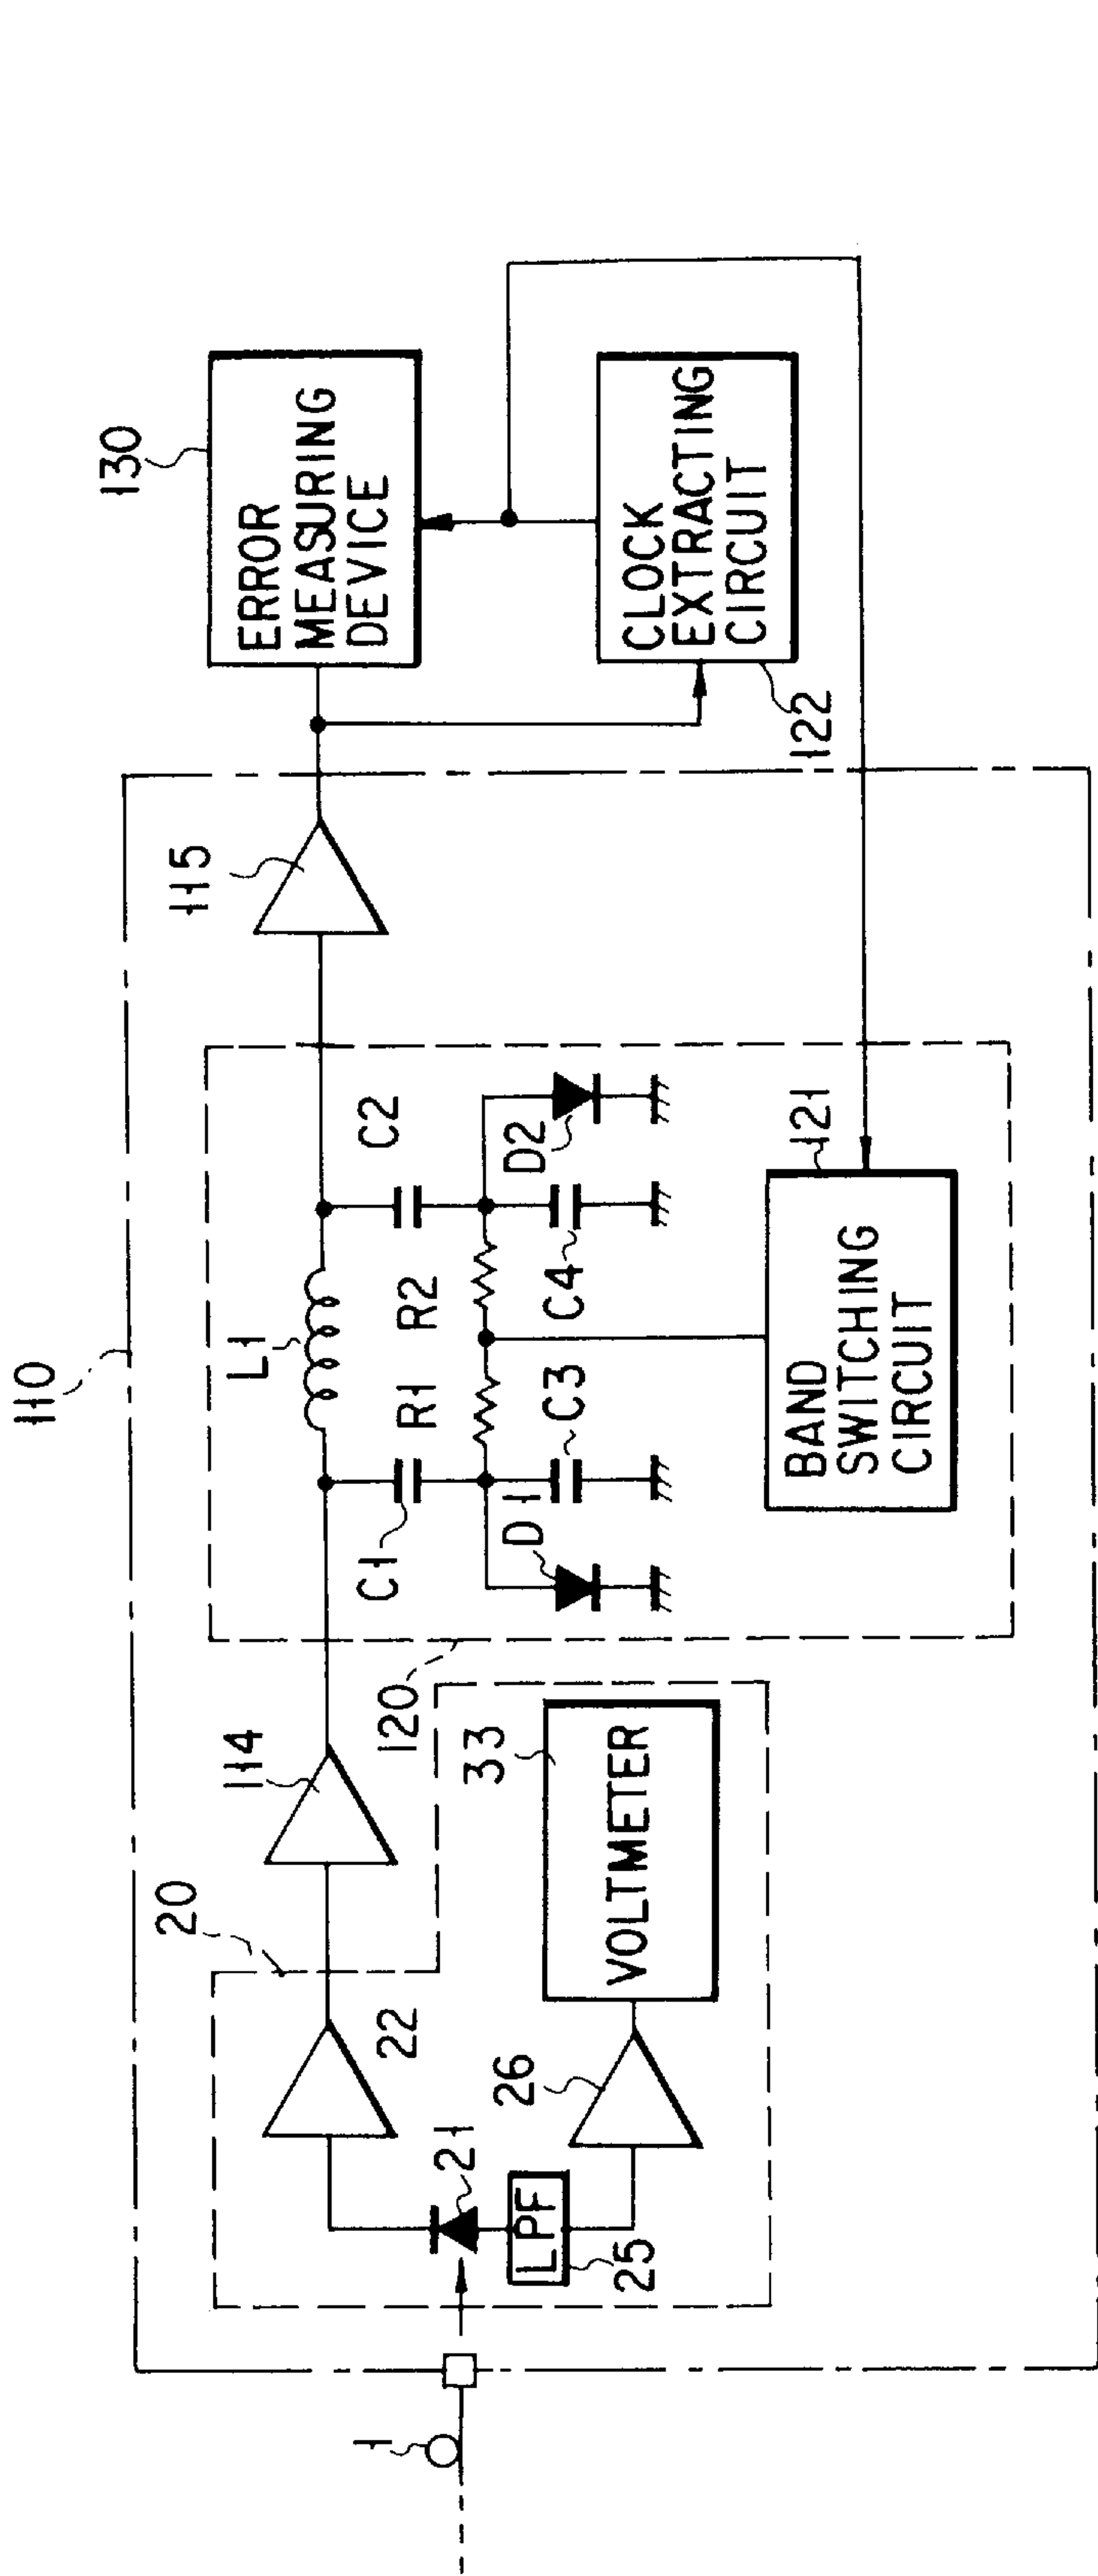 110
130
ERROR
MEASURING
DEVICE
115
114
20
L1
C2
R2
R1
C1
22
120
D2
C4
C3
D1
33
CLOCK
EXTRACTING
CIRCUIT
122
21
26
VOLTMETER
121
BAND
SWITCHING
CIRCUIT
LPF
25
1